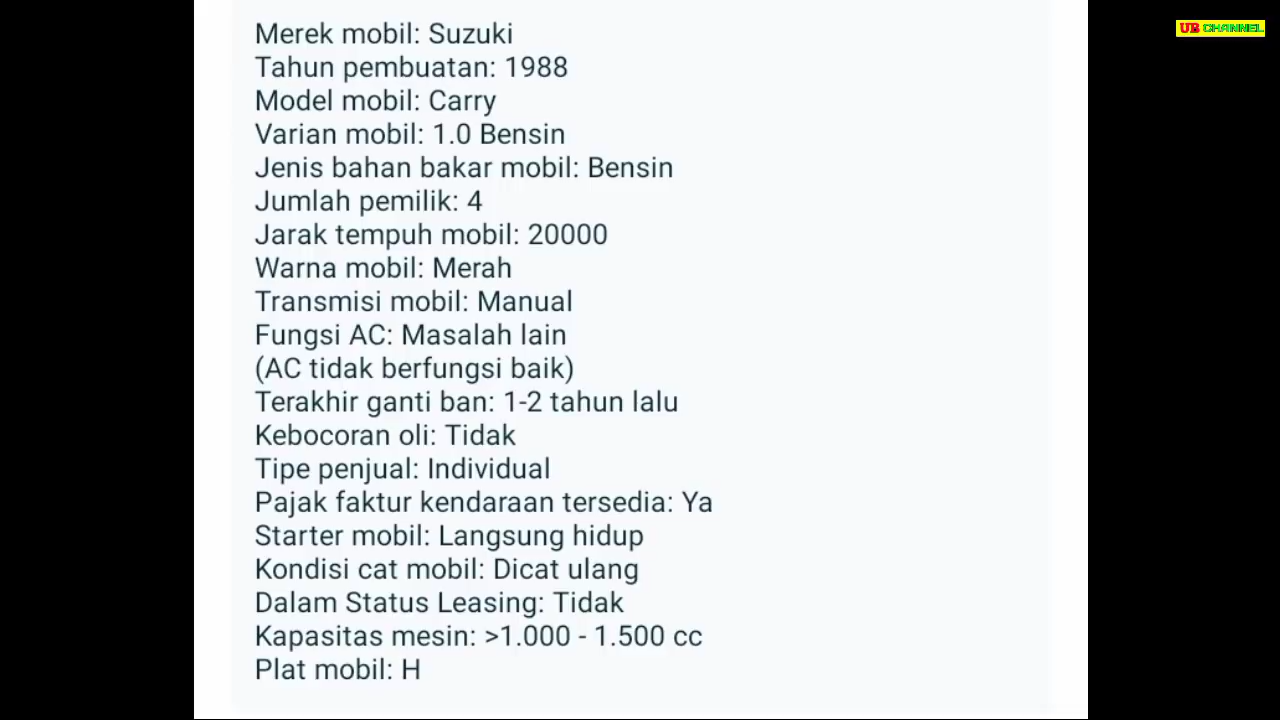 UB CHANNEL
Merek mobil: Suzuki
Tahun pembuatan: 1988
Model mobil: Carry
Varian mobil: 1.0 Bensin
Jenis bahan bakar mobil: Bensin
Jumlah pemilik: 4
Jarak tempuh mobil: 20000
Warna mobil: Merah
Transmisi mobil: Manual
Fungsi AC: Masalah lain
(AC tidak berfungsi baik)
Terakhir ganti ban: 1-2 tahun lalu
Kebocoran oli: Tidak
Tipe penjual: Individual
Pajak faktur kendaraan tersedia: Ya
Starter mobil: Langsung hidup
Kondisi cat mobil: Dicat ulang
Dalam Status Leasing: Tidak
Kapasitas mesin: >1.000 - 1.500 cc
Plat mobil: H